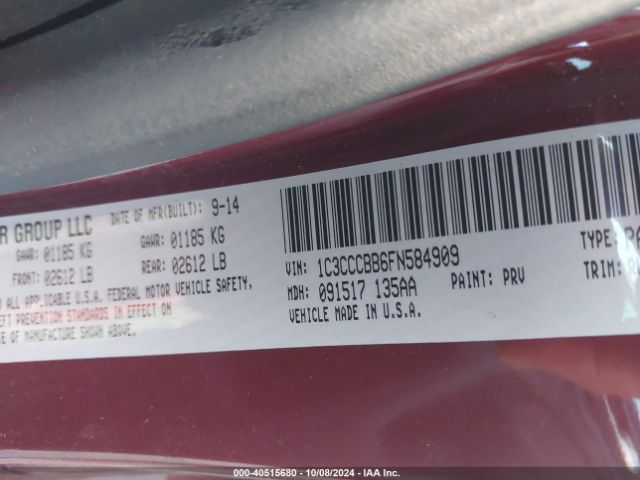 R GROUP LLC
DATE OF MFR(BUILT): 9-14
GAWR: 01185 KG GAWR: 01185 KG
FRONT: 02612 LB REAR: 02612 LB
O ALL APPLICABLE U.S.A. FEDERAL MOTOR VEHICLE SAFETY,
EFT PREVENTION STANDARDS IN EFFECT ON
TE OF MANUFACTURE SHOWN ABOVE.
VIN: 1C3CCCBB6FN584909 TYPE:
MDH: 091517 135AA PAINT: PRV TRIM:
VEHICLE MADE IN U.S.A.
000-40515680 - 10/08/2024 - IAA Inc.